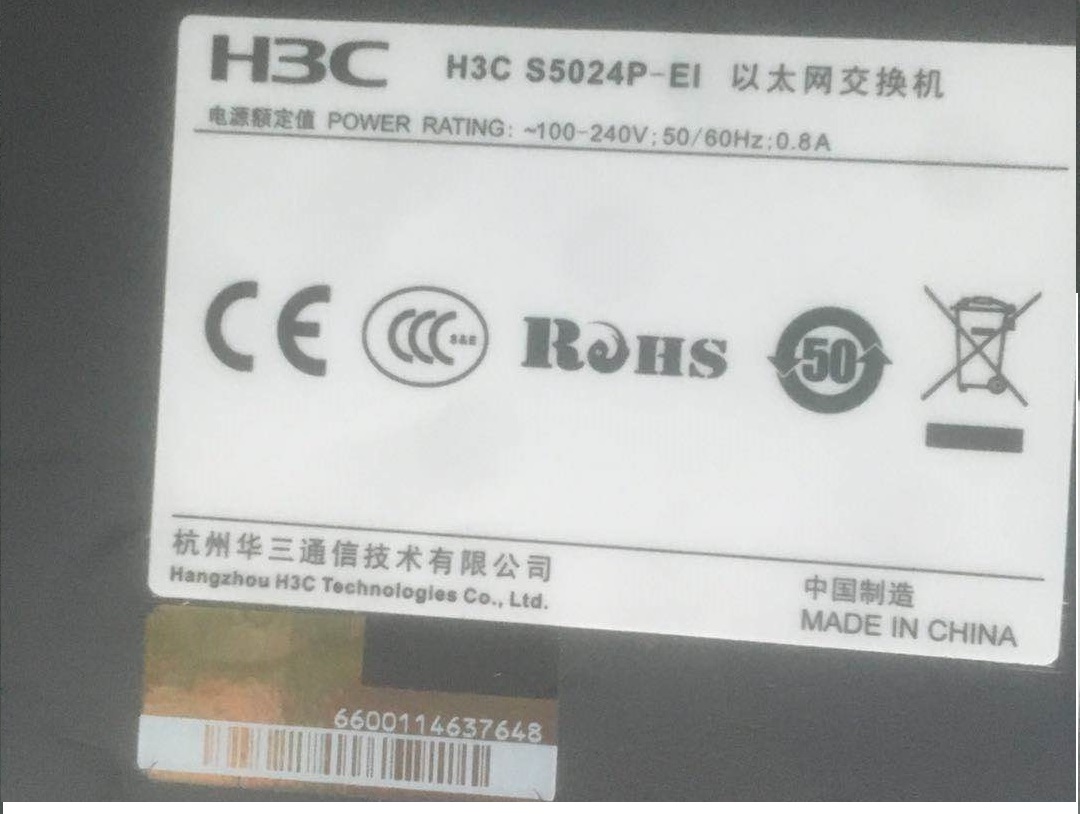 H3C H3C S5024P-EI 以太网交换机
电源额定值 POWER RATING: ~100-240V; 50/60Hz; 0.8A
CE CCC S&E RoHS 50
杭州华三通信技术有限公司
Hangzhou H3C Technologies Co., Ltd.
中国制造
MADE IN CHINA
6600114637648